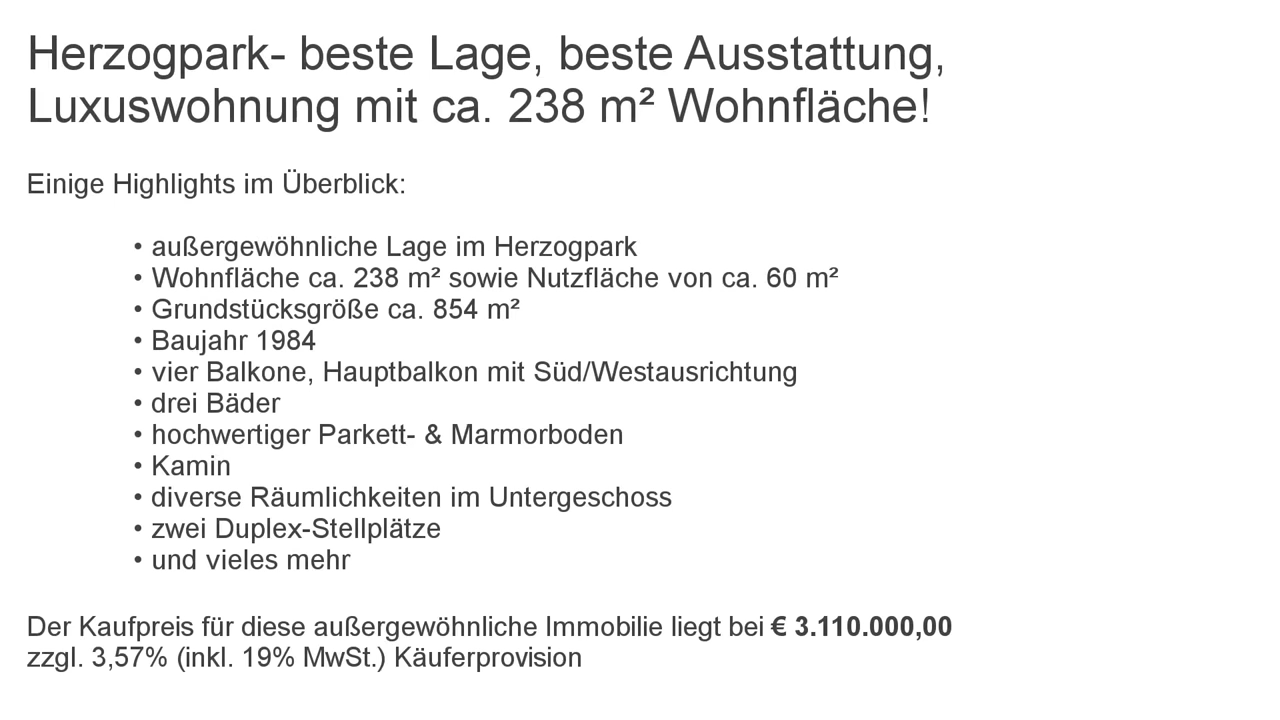 Herzogpark- beste Lage, beste Ausstattung,
Luxuswohnung mit ca. 238 m² Wohnfläche!
Einige Highlights im Überblick:
• außergewöhnliche Lage im Herzogpark
• Wohnfläche ca. 238 m² sowie Nutzfläche von ca. 60 m²
• Grundstücksgröße ca. 854 m²
• Baujahr 1984
• vier Balkone, Hauptbalkon mit Süd/Westausrichtung
• drei Bäder
• hochwertiger Parkett- & Marmorboden
• Kamin
• diverse Räumlichkeiten im Untergeschoss
• zwei Duplex-Stellplätze
• und vieles mehr
Der Kaufpreis für diese außergewöhnliche Immobilie liegt bei € 3.110.000,00
zzgl. 3,57% (inkl. 19% MwSt.) Käuferprovision